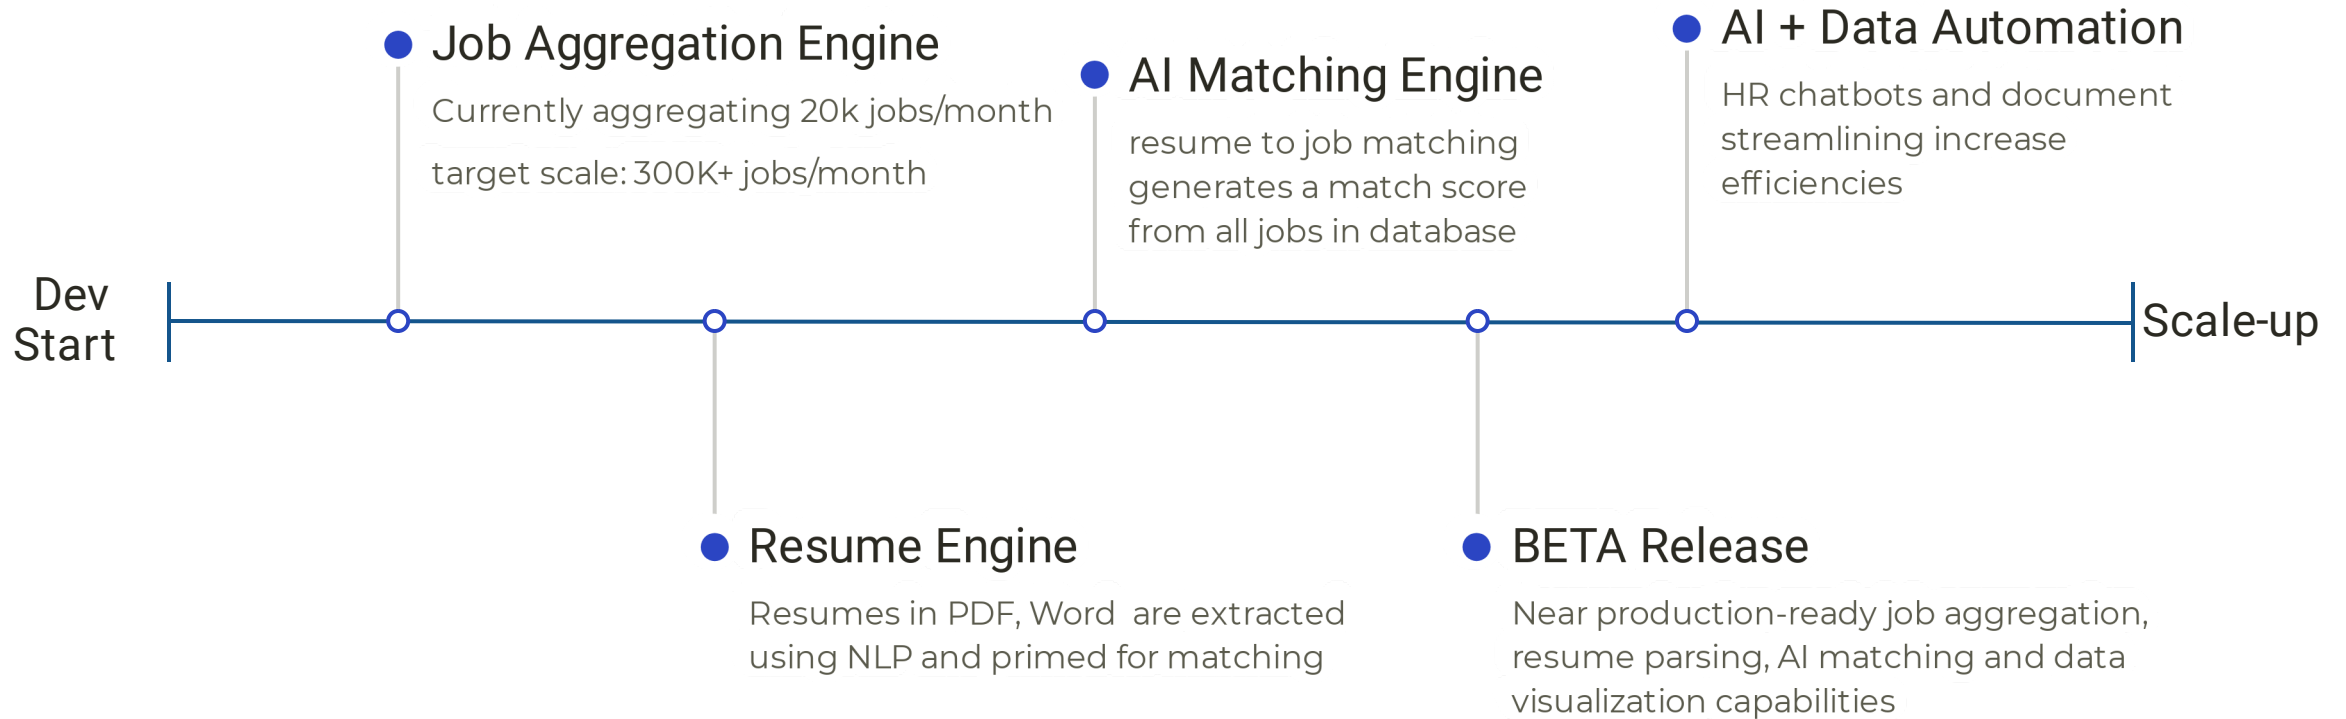 Dev
Start
Job Aggregation Engine
Currently aggregating 20k jobs/month
target scale: 300K+ jobs/month
Resume Engine
Resumes in PDF, Word  are extracted
using NLP and primed for matching
AI Matching Engine
resume to job matching
generates a match score
from all jobs in database
BETA Release
Near production-ready job aggregation,
resume parsing, AI matching and data
visualization capabilities
AI + Data Automation
HR chatbots and document
streamlining increase
efficiencies
Scale-up